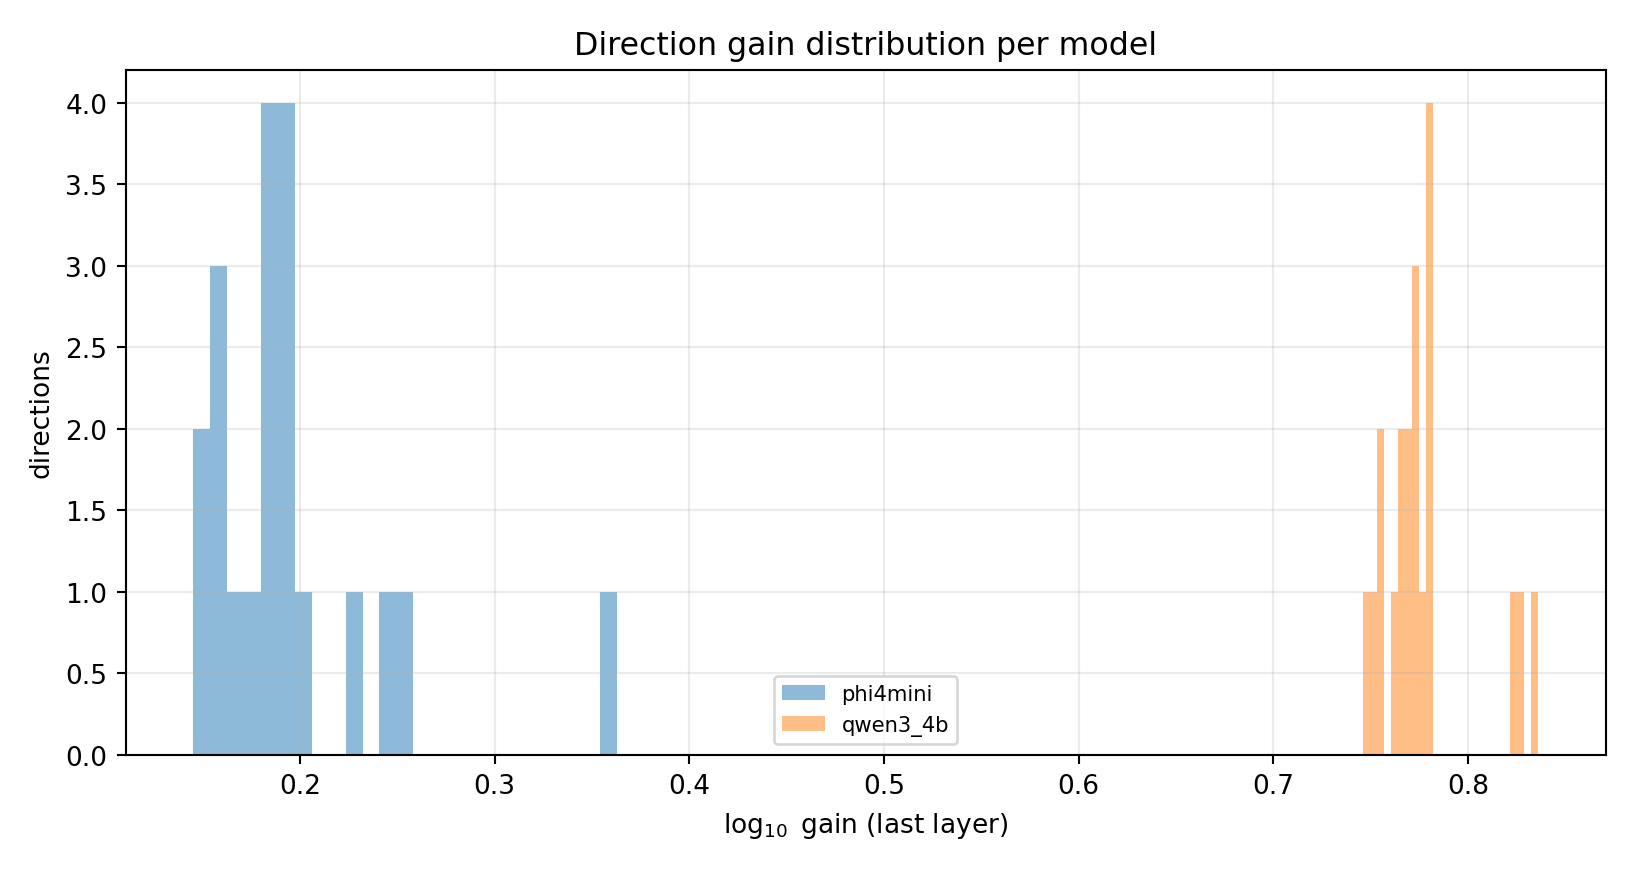 Direction gain distribution per model
4.0
3.5
3.0
2.5
2.0
1.5
1.0
0.5
0.0
directions
0.2 0.3 0.4 0.5 0.6 0.7 0.8
log₁₀ gain (last layer)
phi4mini
qwen3_4b